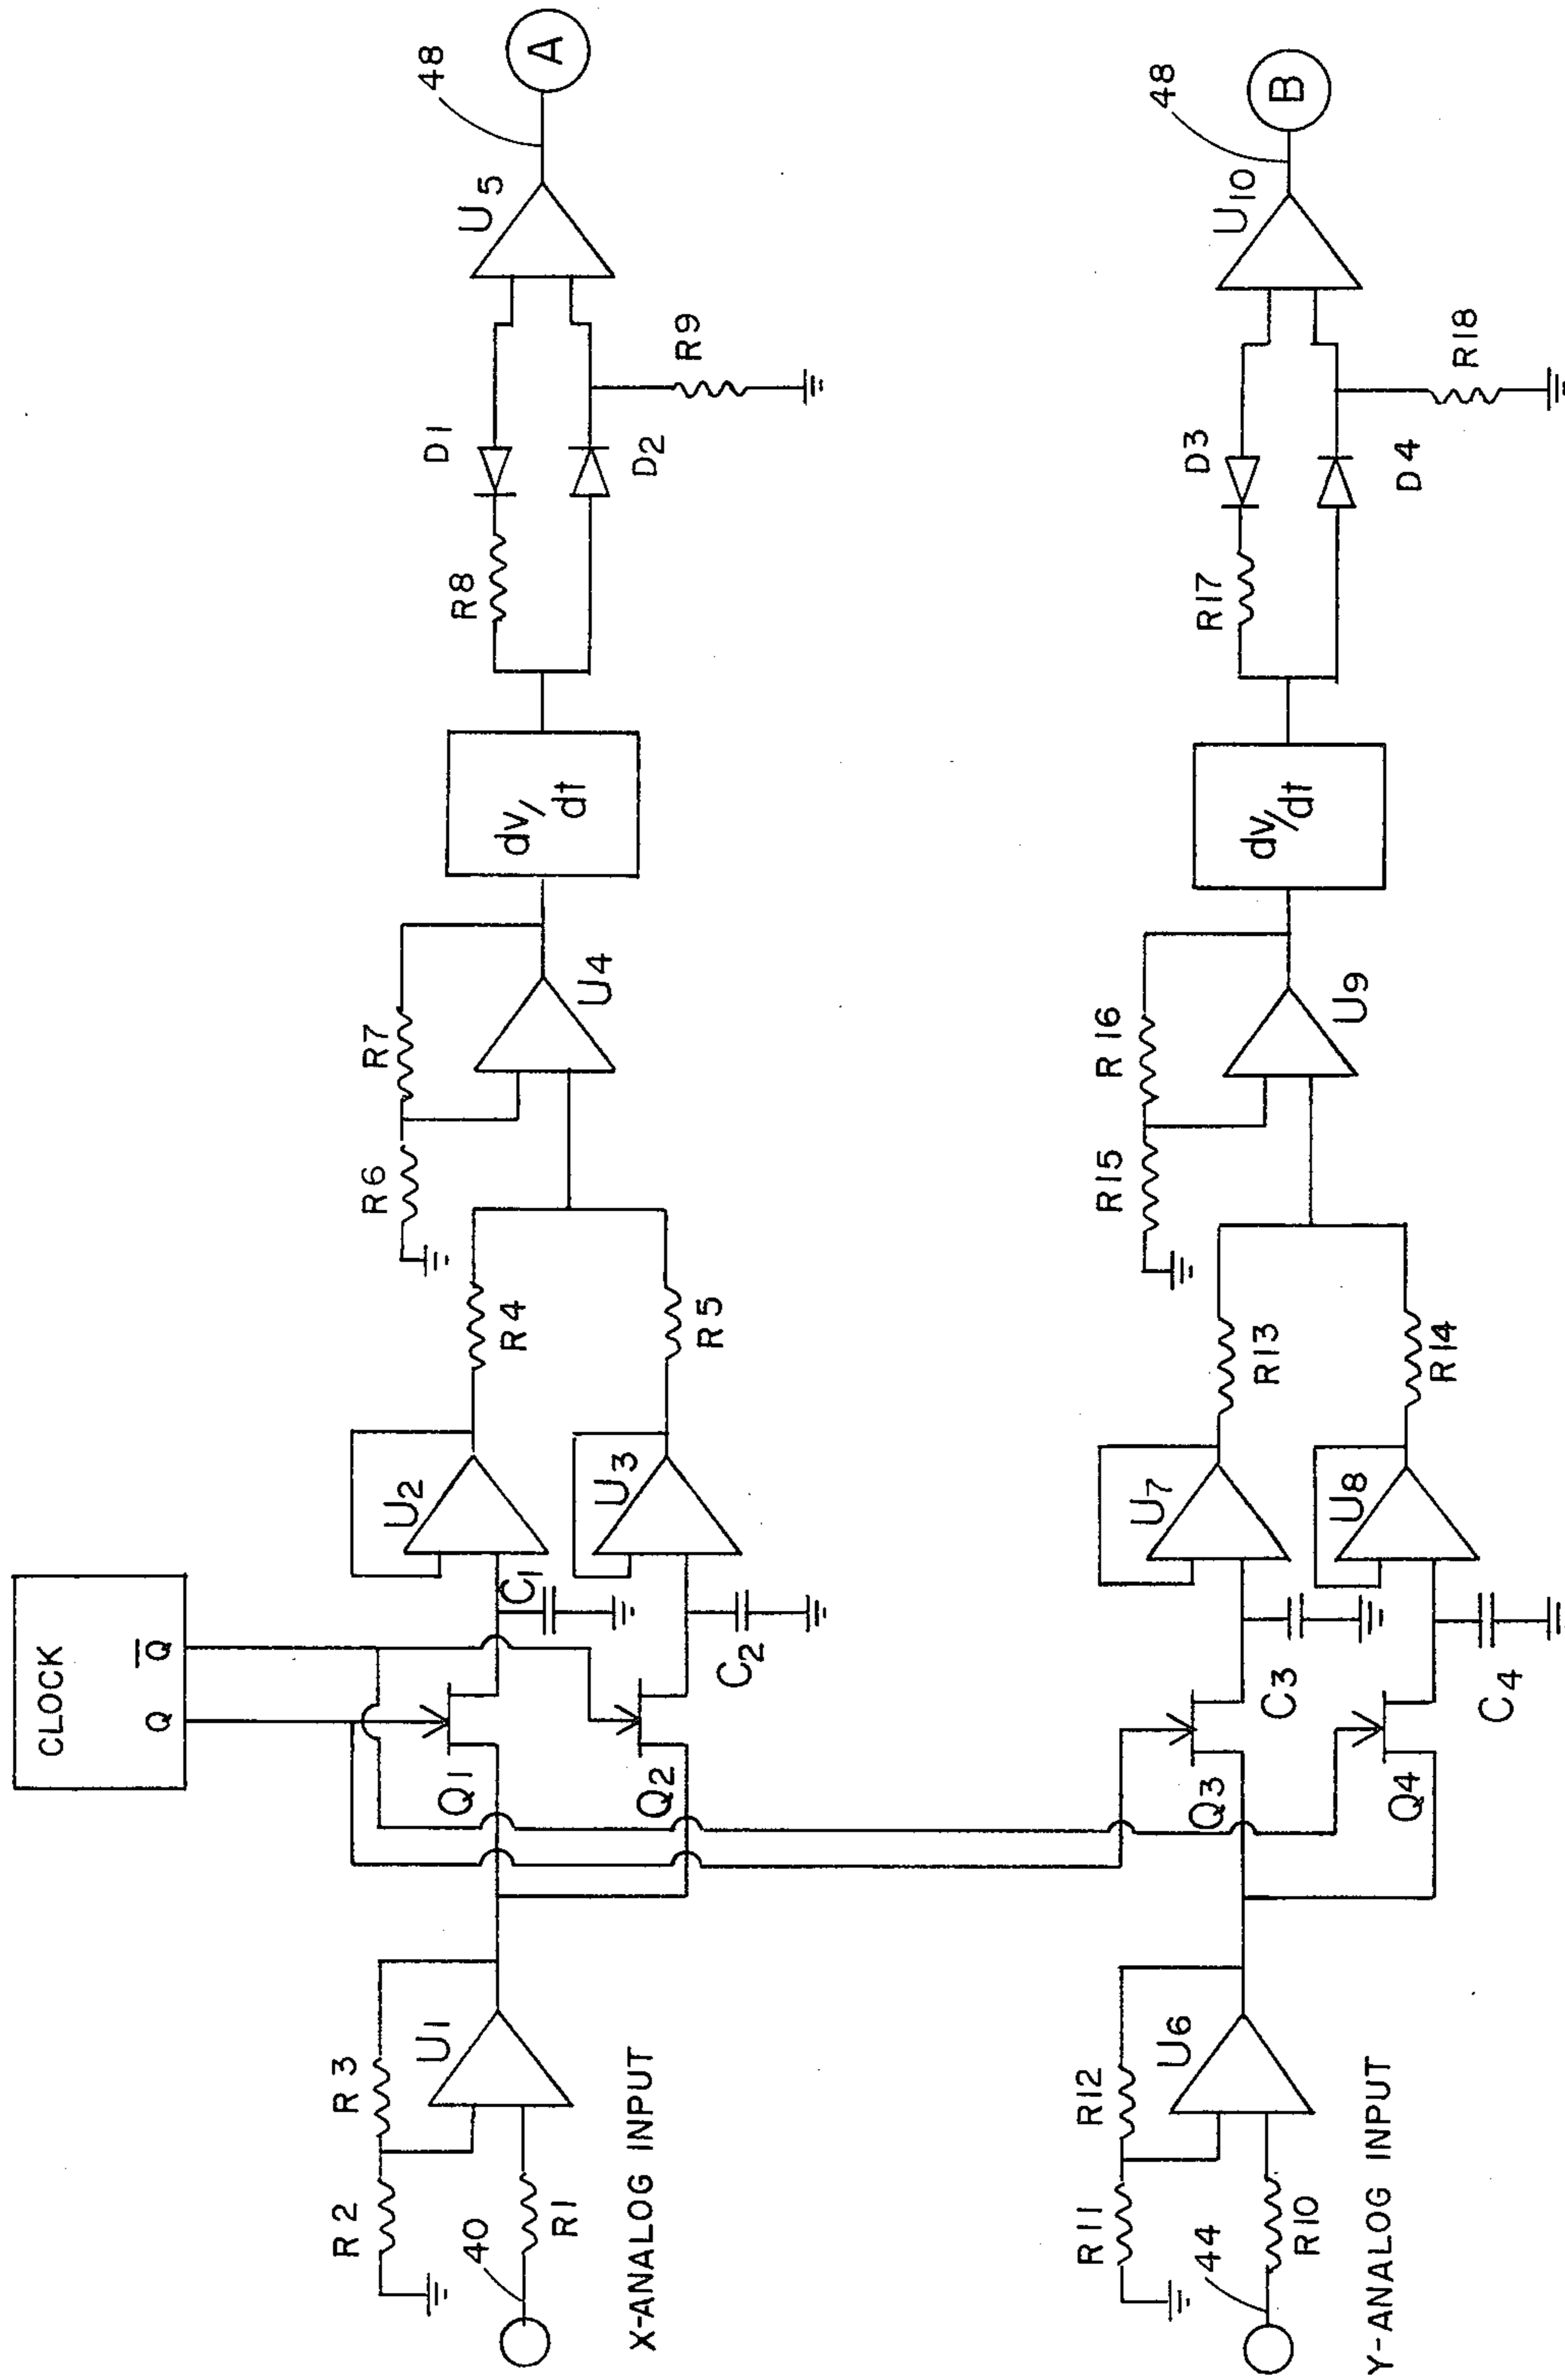 CLOCK
Q Q̅
R2 R3
U1
40
R1
X-ANALOG INPUT
Q1
Q2
C1
C2
U2
U3
R4
R5
R6 R7
U4
dv/dt
R8 D1
D2
R9
U5
48
A
R11 R12
U6
44
R10
Y-ANALOG INPUT
Q3
Q4
C3
C4
U7
U8
R13
R14
R15 R16
U9
dv/dt
R17 D3
D4
R18
U10
48
B